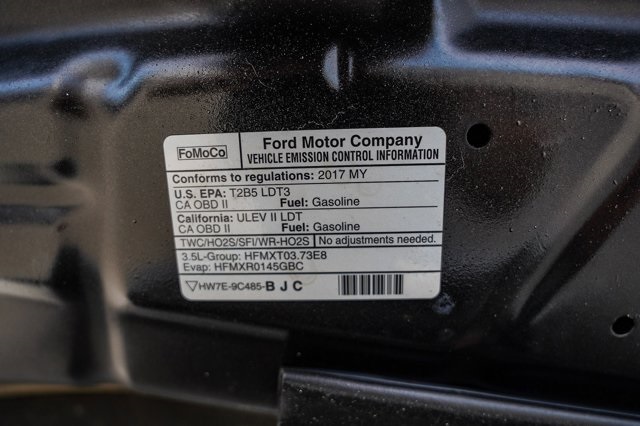 FoMoCo
Ford Motor Company
VEHICLE EMISSION CONTROL INFORMATION
Conforms to regulations: 2017 MY
U.S. EPA: T2B5 LDT3
CA OBD II Fuel: Gasoline
California: ULEV II LDT
CA OBD II Fuel: Gasoline
TWC/HO2S/SFI/WR-HO2S No adjustments needed.
3.5L-Group: HFMXT03.73E8
Evap: HFMXR0145GBC
HW7E-9C485-BJC